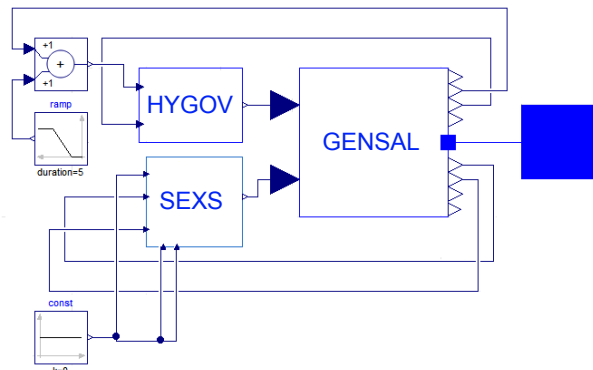 +1
+
+1
ramp
duration=5
HYGOV
GENSAL
SEXS
const